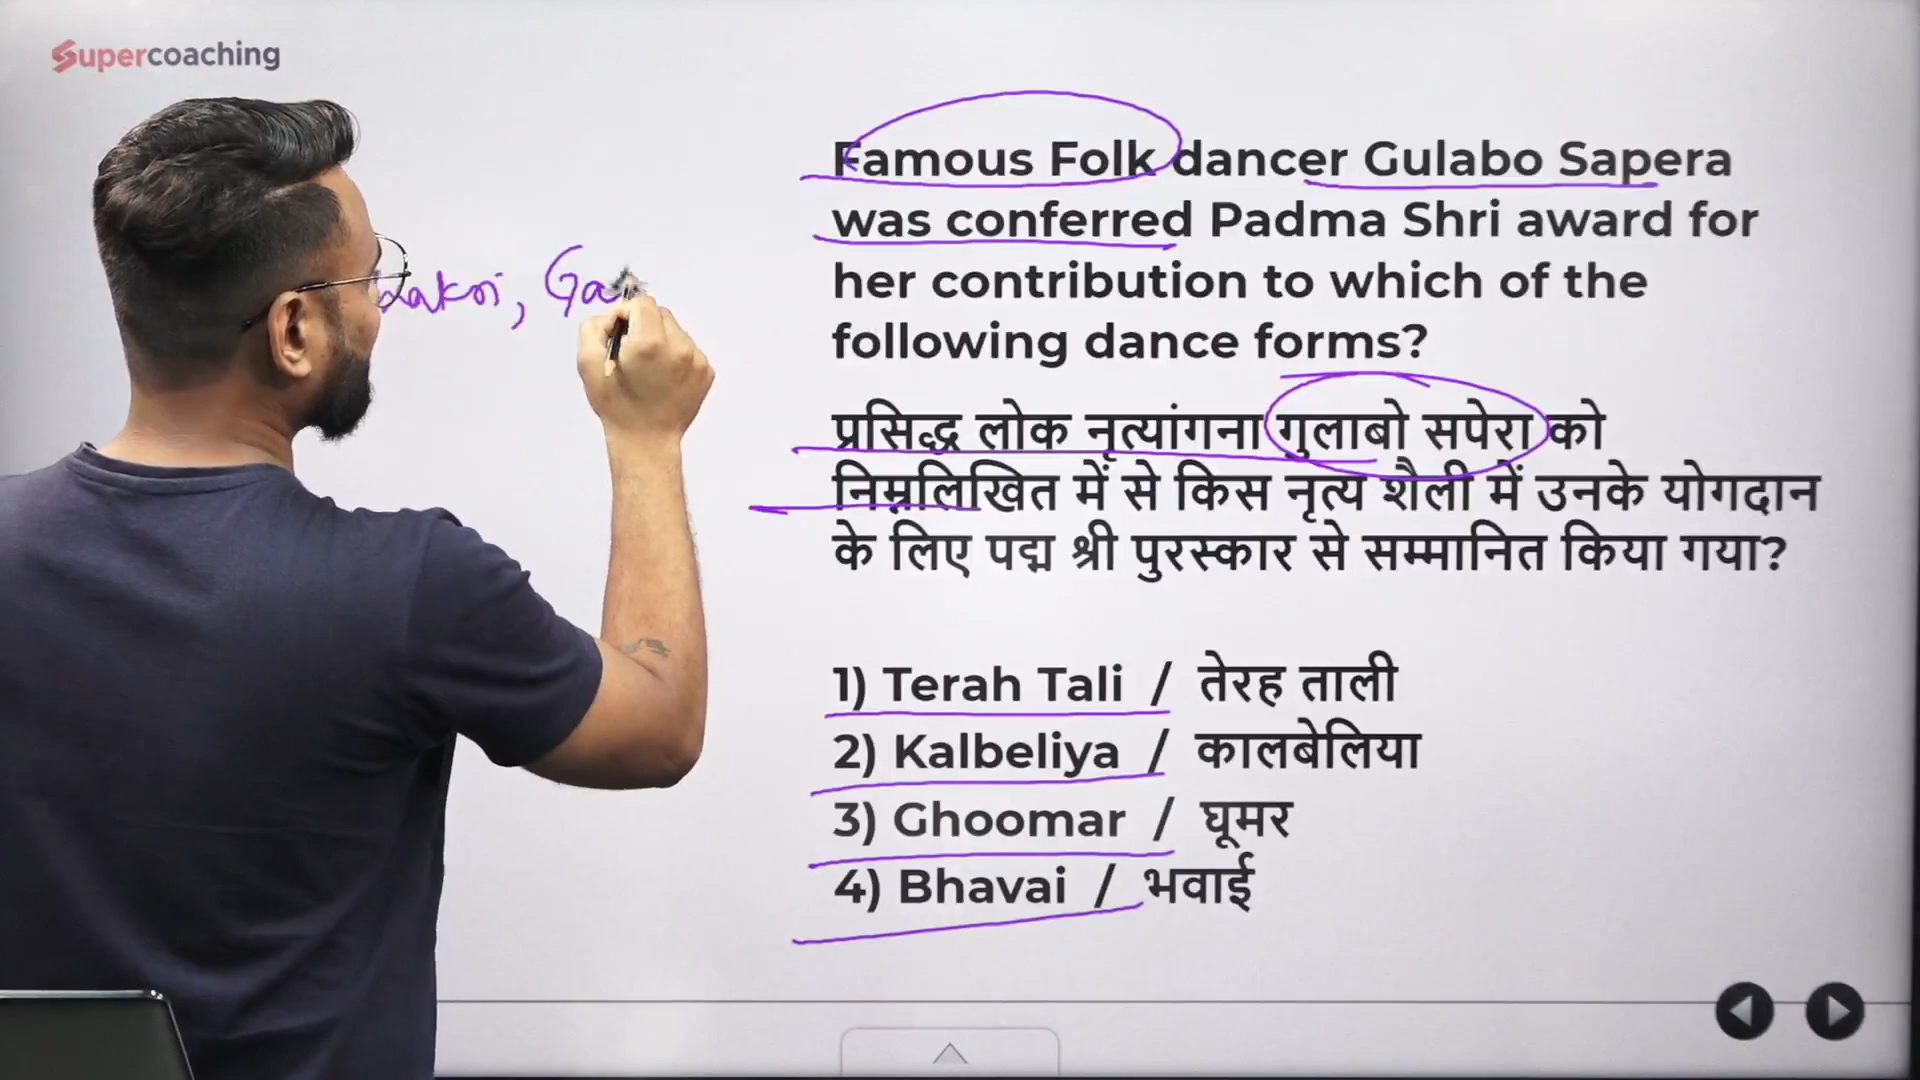 Supercoaching
Famous Folk dancer Gulabo Sapera
was conferred Padma Shri award for
her contribution to which of the
following dance forms?
प्रसिद्ध लोक नृत्यांगना गुलाबो सपेरा को
निम्नलिखित में से किस नृत्य शैली में उनके योगदान
के लिए पद्म श्री पुरस्कार से सम्मानित किया गया?
1) Terah Tali / तेरह ताली
2) Kalbeliya / कालबेलिया
3) Ghoomar / घूमर
4) Bhavai / भवाई